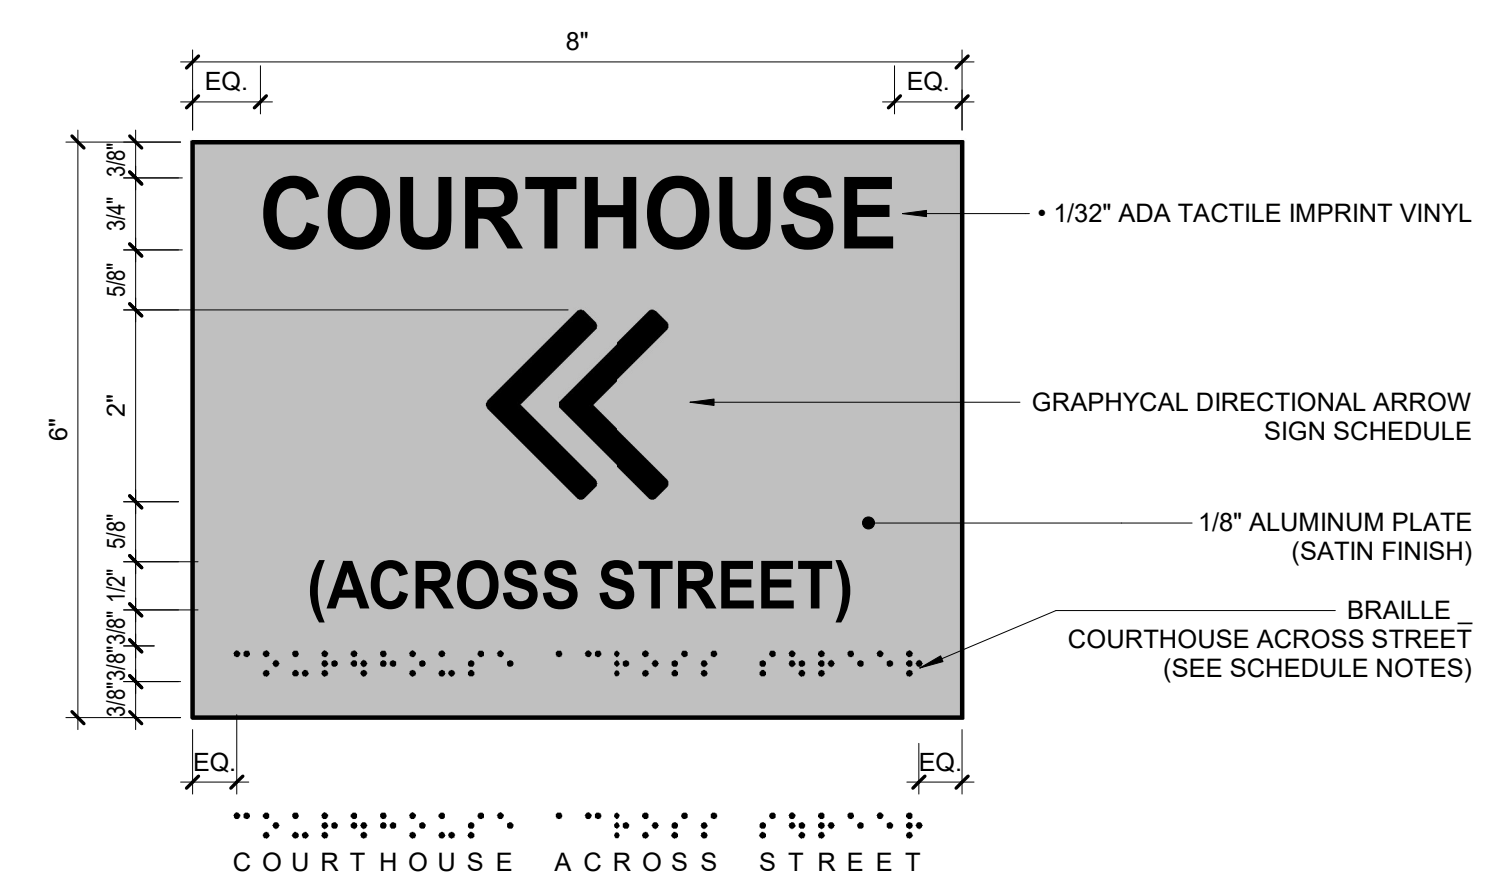 8"
EQ. EQ.
3/8"
3/4"
5/8"
2"
5/8"
1/2"
3/8"
3/8"
3/8"
6"
COURTHOUSE
(ACROSS STREET)
• 1/32" ADA TACTILE IMPRINT VINYL
GRAPHYCAL DIRECTIONAL ARROW
SIGN SCHEDULE
1/8" ALUMINUM PLATE
(SATIN FINISH)
BRAILLE _
COURTHOUSE ACROSS STREET
(SEE SCHEDULE NOTES)
EQ. EQ.
C O U R T H O U S E A C R O S S S T R E E T